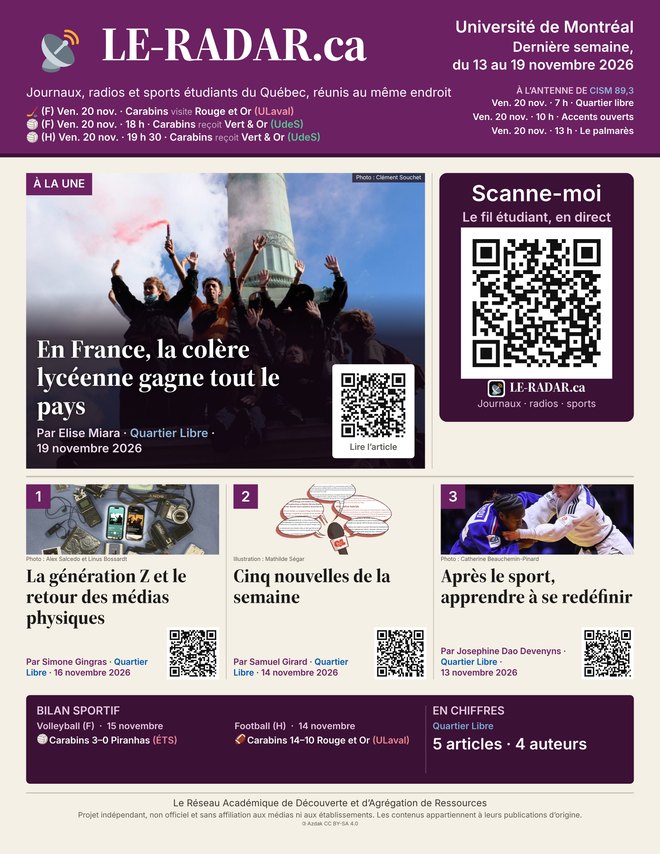 LE-RADAR.ca
Journaux, radios et sports étudiants du Québec, réunis au même endroit
(F) Ven. 20 nov. · Carabins visite Rouge et Or (ULaval)
(F) Ven. 20 nov. · 18 h · Carabins reçoit Vert & Or (UdeS)
(H) Ven. 20 nov. · 19 h 30 · Carabins reçoit Vert & Or (UdeS)
Université de Montréal
Dernière semaine,
du 13 au 19 novembre 2026
À L'ANTENNE DE CISM 89,3
Ven. 20 nov. · 7 h · Quartier libre
Ven. 20 nov. · 10 h · Accents ouverts
Ven. 20 nov. · 13 h · Le palmarès
À LA UNE
Photo : Clément Souchet
En France, la colère
lycéenne gagne tout le
pays
Par Elise Miara · Quartier Libre ·
19 novembre 2026
Lire l'article
Scanne-moi
Le fil étudiant, en direct
LE-RADAR.ca
Journaux · radios · sports
1
Photo : Alex Salcedo et Linus Bossardt
La génération Z et le
retour des médias
physiques
Par Simone Gingras · Quartier
Libre · 16 novembre 2026
2
Illustration : Mathilde Ségar
Cinq nouvelles de la
semaine
Par Samuel Girard · Quartier
Libre · 14 novembre 2026
3
Photo : Catherine Beauchemin-Pinard
Après le sport,
apprendre à se redéfinir
Par Josephine Dao Devenyns ·
Quartier Libre ·
13 novembre 2026
BILAN SPORTIF
Volleyball (F) · 15 novembre
Carabins 3–0 Piranhas (ÉTS)
Football (H) · 14 novembre
Carabins 14–10 Rouge et Or (ULaval)
EN CHIFFRES
Quartier Libre
5 articles · 4 auteurs
Le Réseau Académique de Découverte et d'Agrégation de Ressources
Projet indépendant, non officiel et sans affiliation aux médias ni aux établissements. Les contenus appartiennent à leurs publications d'origine.
Azdak CC BY-SA 4.0